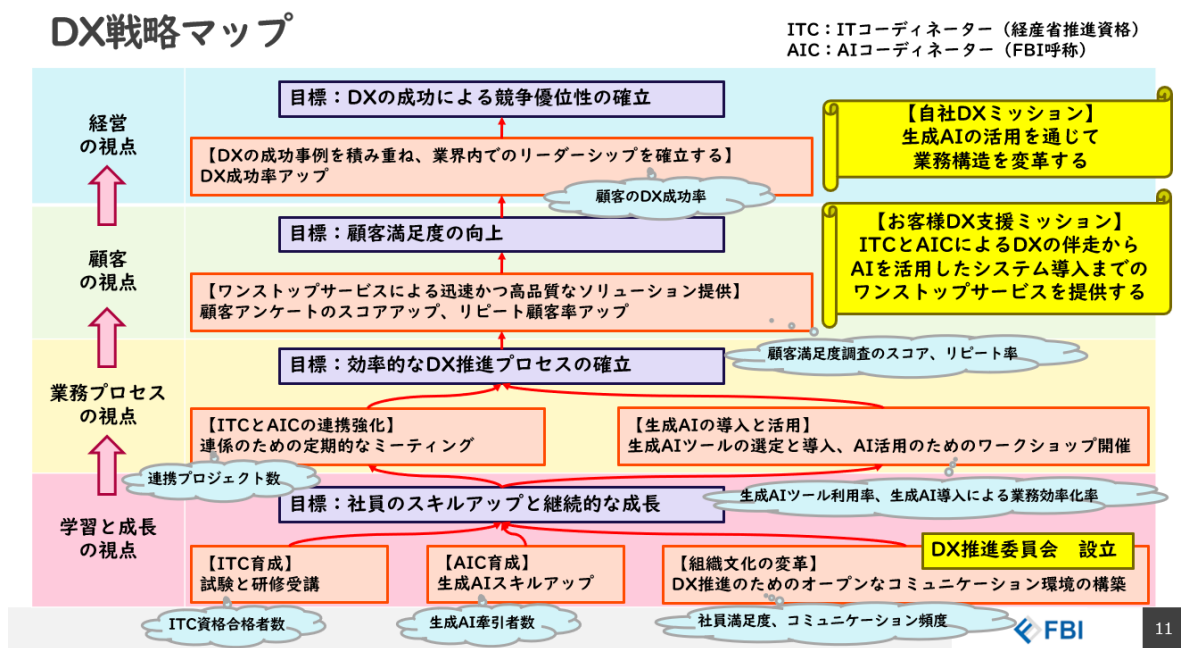 DX戦略マップ
ITC：ITコーディネーター（経産省推進資格）
AIC：AIコーディネーター（FBI呼称）
経営
の視点
目標：DXの成功による競争優位性の確立
【DXの成功事例を積み重ね、業界内でのリーダーシップを確立する】
DX成功率アップ
顧客のDX成功率
【自社DXミッション】
生成AIの活用を通じて
業務構造を変革する
顧客
の視点
目標：顧客満足度の向上
【ワンストップサービスによる迅速かつ高品質なソリューション提供】
顧客アンケートのスコアアップ、リピート顧客率アップ
顧客満足度調査のスコア、リピート率
【お客様DX支援ミッション】
ITCとAICによるDXの伴走から
AIを活用したシステム導入までの
ワンストップサービスを提供する
業務プロセス
の視点
目標：効率的なDX推進プロセスの確立
【ITCとAICの連携強化】
連係のための定期的なミーティング
連携プロジェクト数
【生成AIの導入と活用】
生成AIツールの選定と導入、AI活用のためのワークショップ開催
生成AIツール利用率、生成AI導入による業務効率化率
学習と成長
の視点
目標：社員のスキルアップと継続的な成長
【ITC育成】
試験と研修受講
ITC資格合格者数
【AIC育成】
生成AIスキルアップ
生成AI牽引者数
DX推進委員会　設立
【組織文化の変革】
DX推進のためのオープンなコミュニケーション環境の構築
社員満足度、コミュニケーション頻度
FBI
11